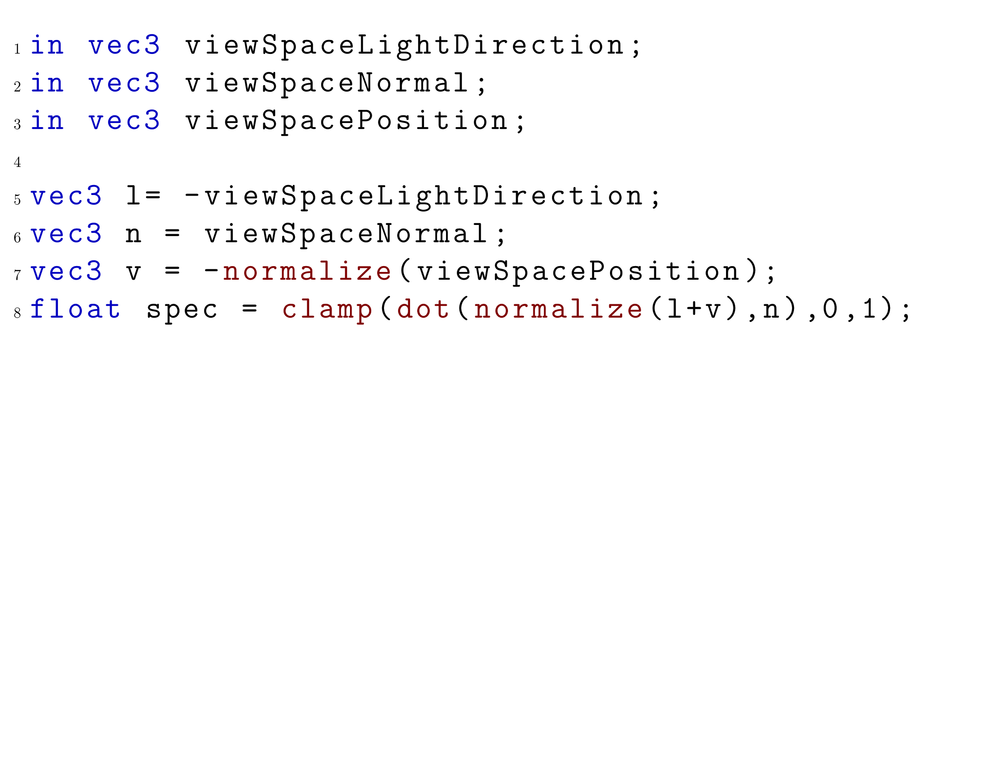 1 in vec3 viewSpaceLightDirection;
2 in vec3 viewSpaceNormal;
3 in vec3 viewSpacePosition;
4
5 vec3 l= -viewSpaceLightDirection;
6 vec3 n = viewSpaceNormal;
7 vec3 v = -normalize(viewSpacePosition);
8 float spec = clamp(dot(normalize(l+v),n),0,1);